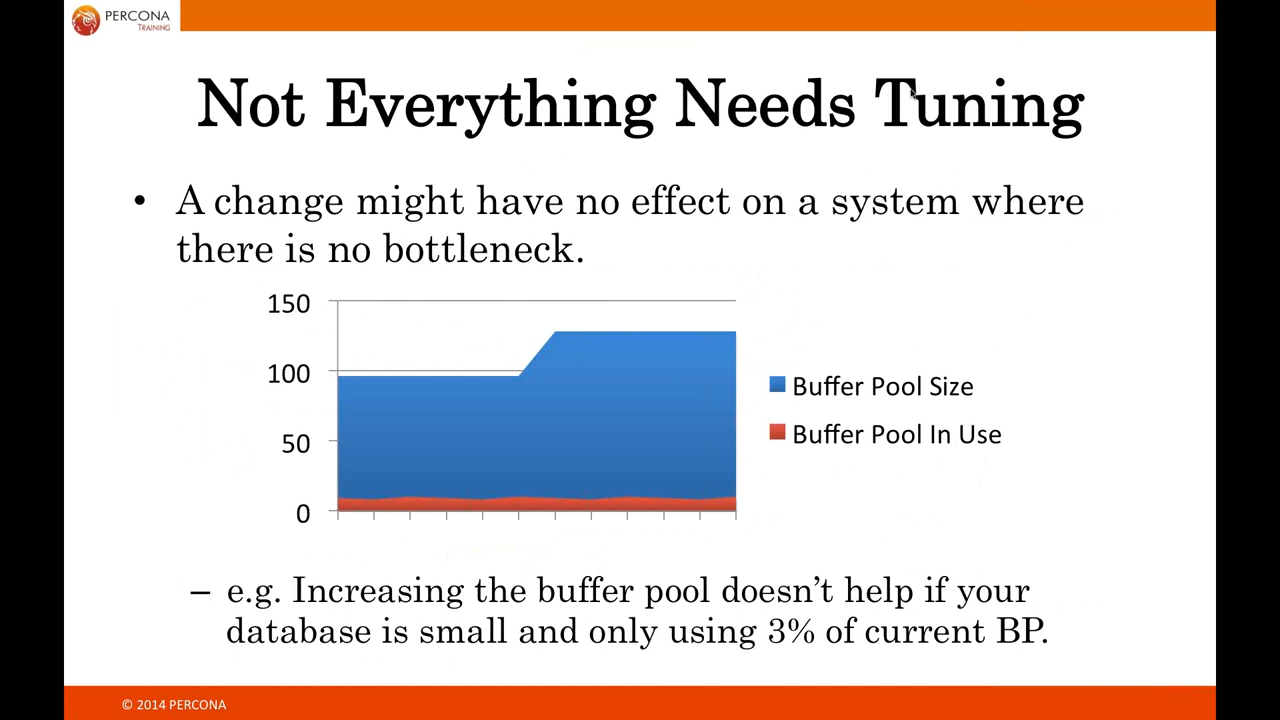 PERCONA
TRAINING
Not Everything Needs Tuning
• A change might have no effect on a system where
there is no bottleneck.
150
100
50
0
Buffer Pool Size
Buffer Pool In Use
– e.g. Increasing the buffer pool doesn’t help if your
database is small and only using 3% of current BP.
© 2014 PERCONA